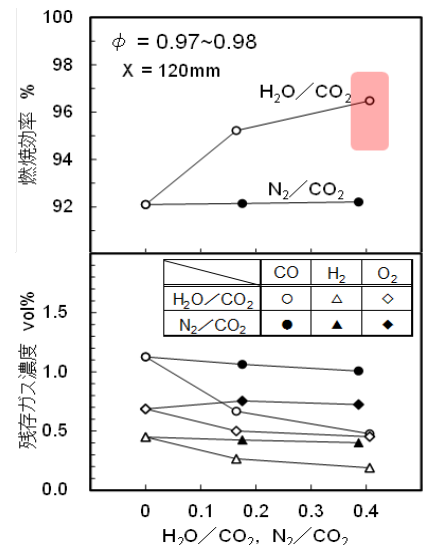 100
98
96
94
92
燃焼効率 %
ϕ = 0.97~0.98
X = 120mm
H₂O／CO₂
N₂／CO₂
CO H₂ O₂
H₂O／CO₂ ○ △ ◇
N₂／CO₂ ● ▲ ◆
1.5
1.0
0.5
0.0
残存ガス濃度 vol%
0 0.1 0.2 0.3 0.4 0.5
H₂O／CO₂, N₂／CO₂